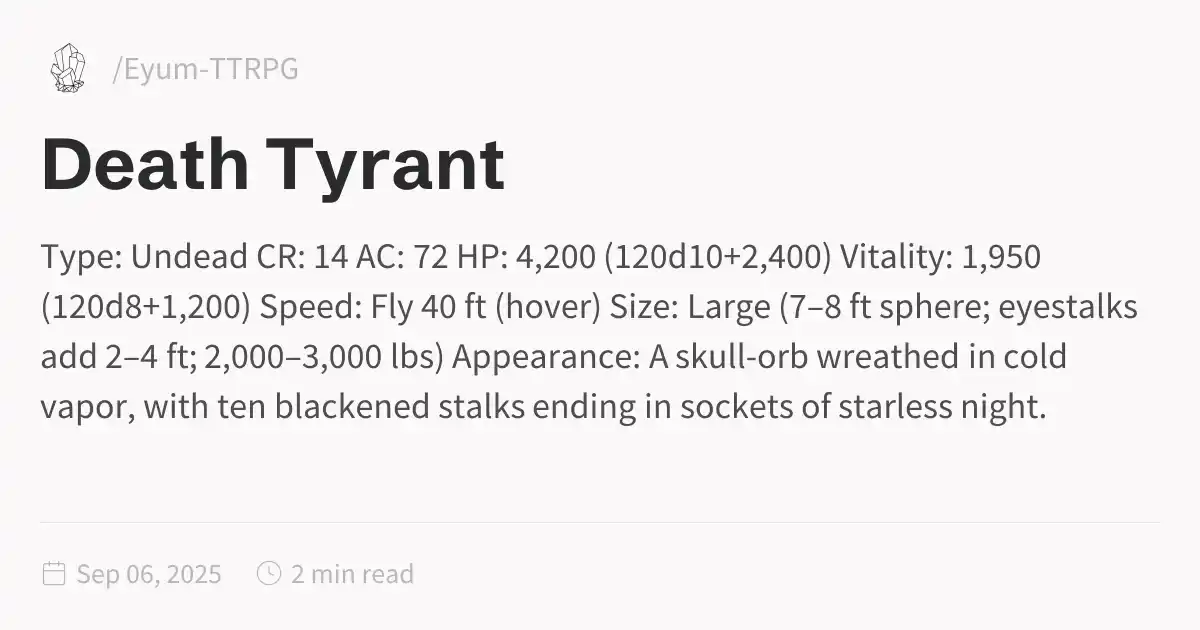 /Eyum-TTRPG
Death Tyrant
Type: Undead CR: 14 AC: 72 HP: 4,200 (120d10+2,400) Vitality: 1,950
(120d8+1,200) Speed: Fly 40 ft (hover) Size: Large (7–8 ft sphere; eyestalks
add 2–4 ft; 2,000–3,000 lbs) Appearance: A skull-orb wreathed in cold
vapor, with ten blackened stalks ending in sockets of starless night.
Sep 06, 2025 2 min read